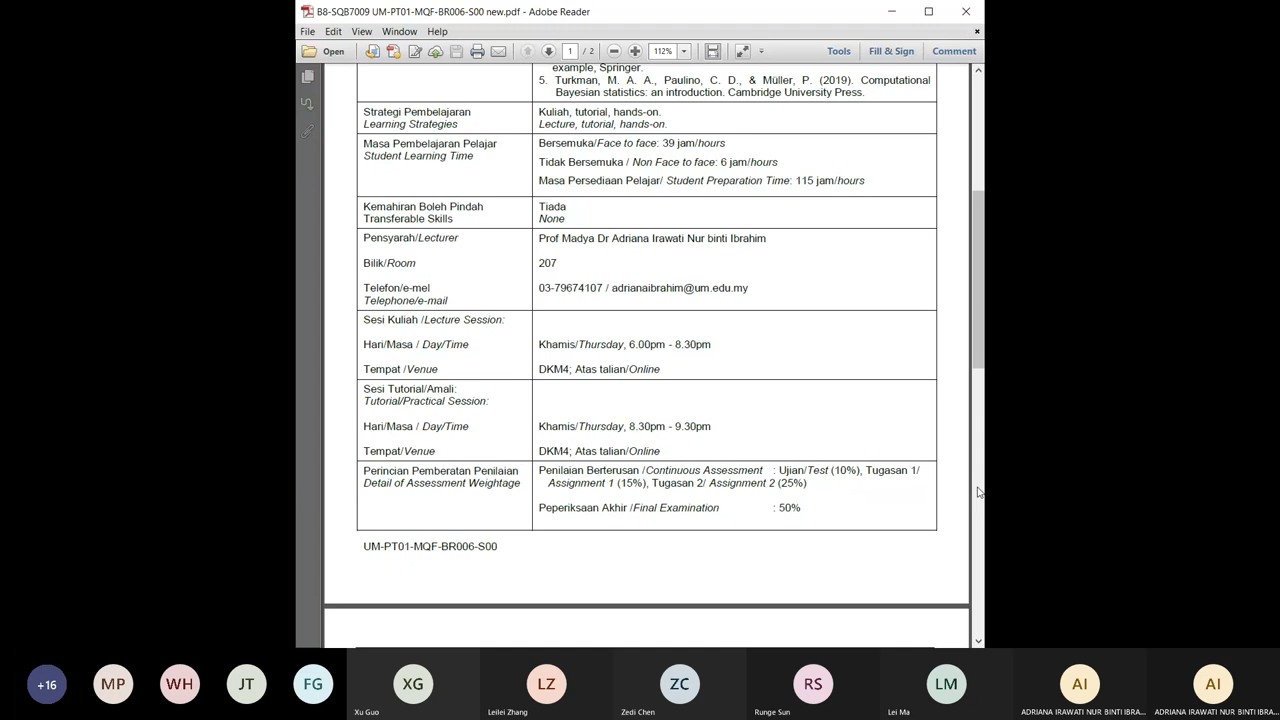 B8-SQB7009 UM-PT01-MQF-BR006-S00 new.pdf - Adobe Reader
File Edit View Window Help
Open 1 / 2 112% Tools Fill & Sign Comment
example, Springer.
5. Turkman, M. A. A., Paulino, C. D., & Müller, P. (2019). Computational
Bayesian statistics: an introduction. Cambridge University Press.
Strategi Pembelajaran
Learning Strategies
Kuliah, tutorial, hands-on.
Lecture, tutorial, hands-on.
Masa Pembelajaran Pelajar
Student Learning Time
Bersemuka/Face to face: 39 jam/hours
Tidak Bersemuka / Non Face to face: 6 jam/hours
Masa Persediaan Pelajar/ Student Preparation Time: 115 jam/hours
Kemahiran Boleh Pindah
Transferable Skills
Tiada
None
Pensyarah/Lecturer
Prof Madya Dr Adriana Irawati Nur binti Ibrahim
Bilik/Room
207
Telefon/e-mel
Telephone/e-mail
03-79674107 / adrianaibrahim@um.edu.my
Sesi Kuliah /Lecture Session:
Hari/Masa / Day/Time
Khamis/Thursday, 6.00pm - 8.30pm
Tempat /Venue
DKM4; Atas talian/Online
Sesi Tutorial/Amali:
Tutorial/Practical Session:
Hari/Masa / Day/Time
Khamis/Thursday, 8.30pm - 9.30pm
Tempat/Venue
DKM4; Atas talian/Online
Perincian Pemberatan Penilaian
Detail of Assessment Weightage
Penilaian Berterusan /Continuous Assessment : Ujian/Test (10%), Tugasan 1/
Assignment 1 (15%), Tugasan 2/ Assignment 2 (25%)
Peperiksaan Akhir /Final Examination : 50%
UM-PT01-MQF-BR006-S00
+16 MP WH JT FG XG LZ ZC RS LM AI AI
Xu Guo Leilei Zhang Zedi Chen Runge Sun Lei Ma ADRIANA IRAWATI NUR BINTI IBRA... ADRIANA IRAWATI NUR BINTI IBRA...